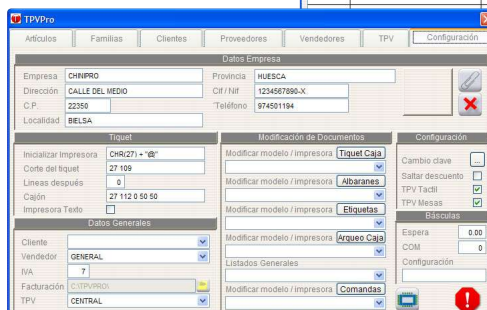 TPVPro
Artículos Familias Clientes Proveedores Vendedores TPV Configuración
Datos Empresa
Empresa CHINIPRO Provincia HUESCA
Dirección CALLE DEL MEDIO Cif / Nif 1234567890-X
C.P. 22350 Teléfono 974501194
Localidad BIELSA
Tiquet
Inicializar Impresora CHR(27) + "@"
Corte del tiquet 27 109
Lineas después 0
Cajón 27 112 0 50 50
Impresora Texto
Datos Generales
Cliente
Vendedor GENERAL
IVA 7
Facturación C:\TPVPRO\
TPV CENTRAL
Modificación de Documentos
Modificar modelo / impresora Tiquet Caja
Modificar modelo / impresora Albaranes
Modificar modelo / impresora Etiquetas
Modificar modelo / impresora Arqueo Caja
Listados Generales
Modificar modelo / impresora Comandas
Configuración
Cambio clave ...
Saltar descuento
TPV Tactil
TPV Mesas
Básculas
Espera 0.00
COM 0
Configuración